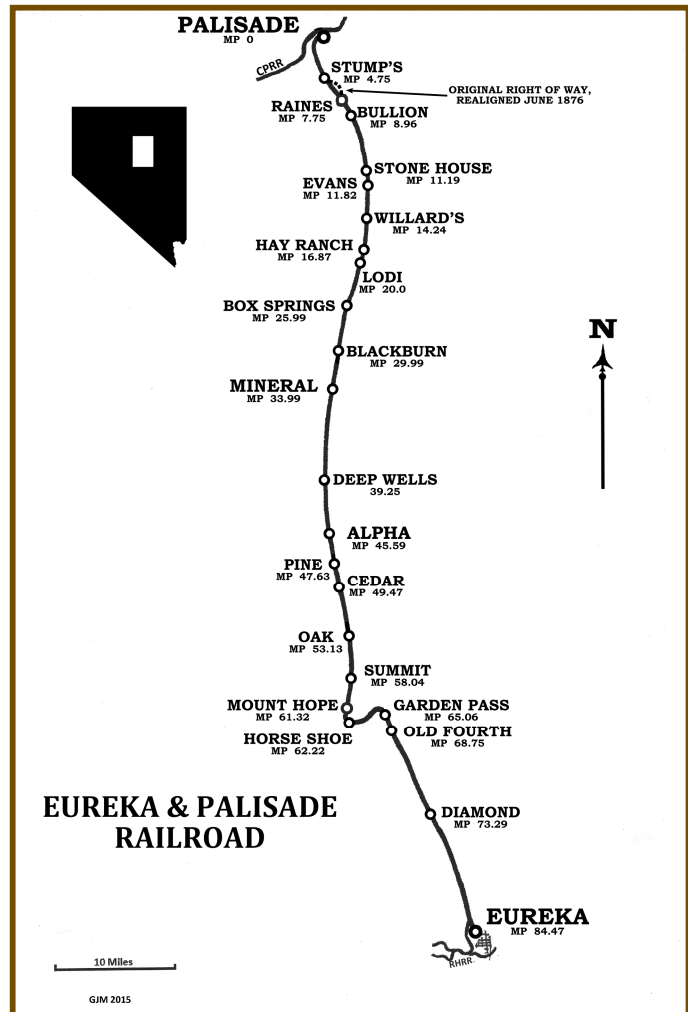 PALISADE
MP 0
CPRR
STUMP'S
MP 4.75
ORIGINAL RIGHT OF WAY,
REALIGNED JUNE 1876
RAINES
MP 7.75
BULLION
MP 8.96
STONE HOUSE
MP 11.19
EVANS
MP 11.82
WILLARD'S
MP 14.24
HAY RANCH
MP 16.87
LODI
MP 20.0
BOX SPRINGS
MP 25.99
N
BLACKBURN
MP 29.99
MINERAL
MP 33.99
DEEP WELLS
39.25
ALPHA
MP 45.59
PINE
MP 47.63
CEDAR
MP 49.47
OAK
MP 53.13
SUMMIT
MP 58.04
MOUNT HOPE
MP 61.32
GARDEN PASS
MP 65.06
HORSE SHOE
MP 62.22
OLD FOURTH
MP 68.75
EUREKA & PALISADE
RAILROAD
DIAMOND
MP 73.29
EUREKA
MP 84.47
RHRR
10 Miles
GJM 2015